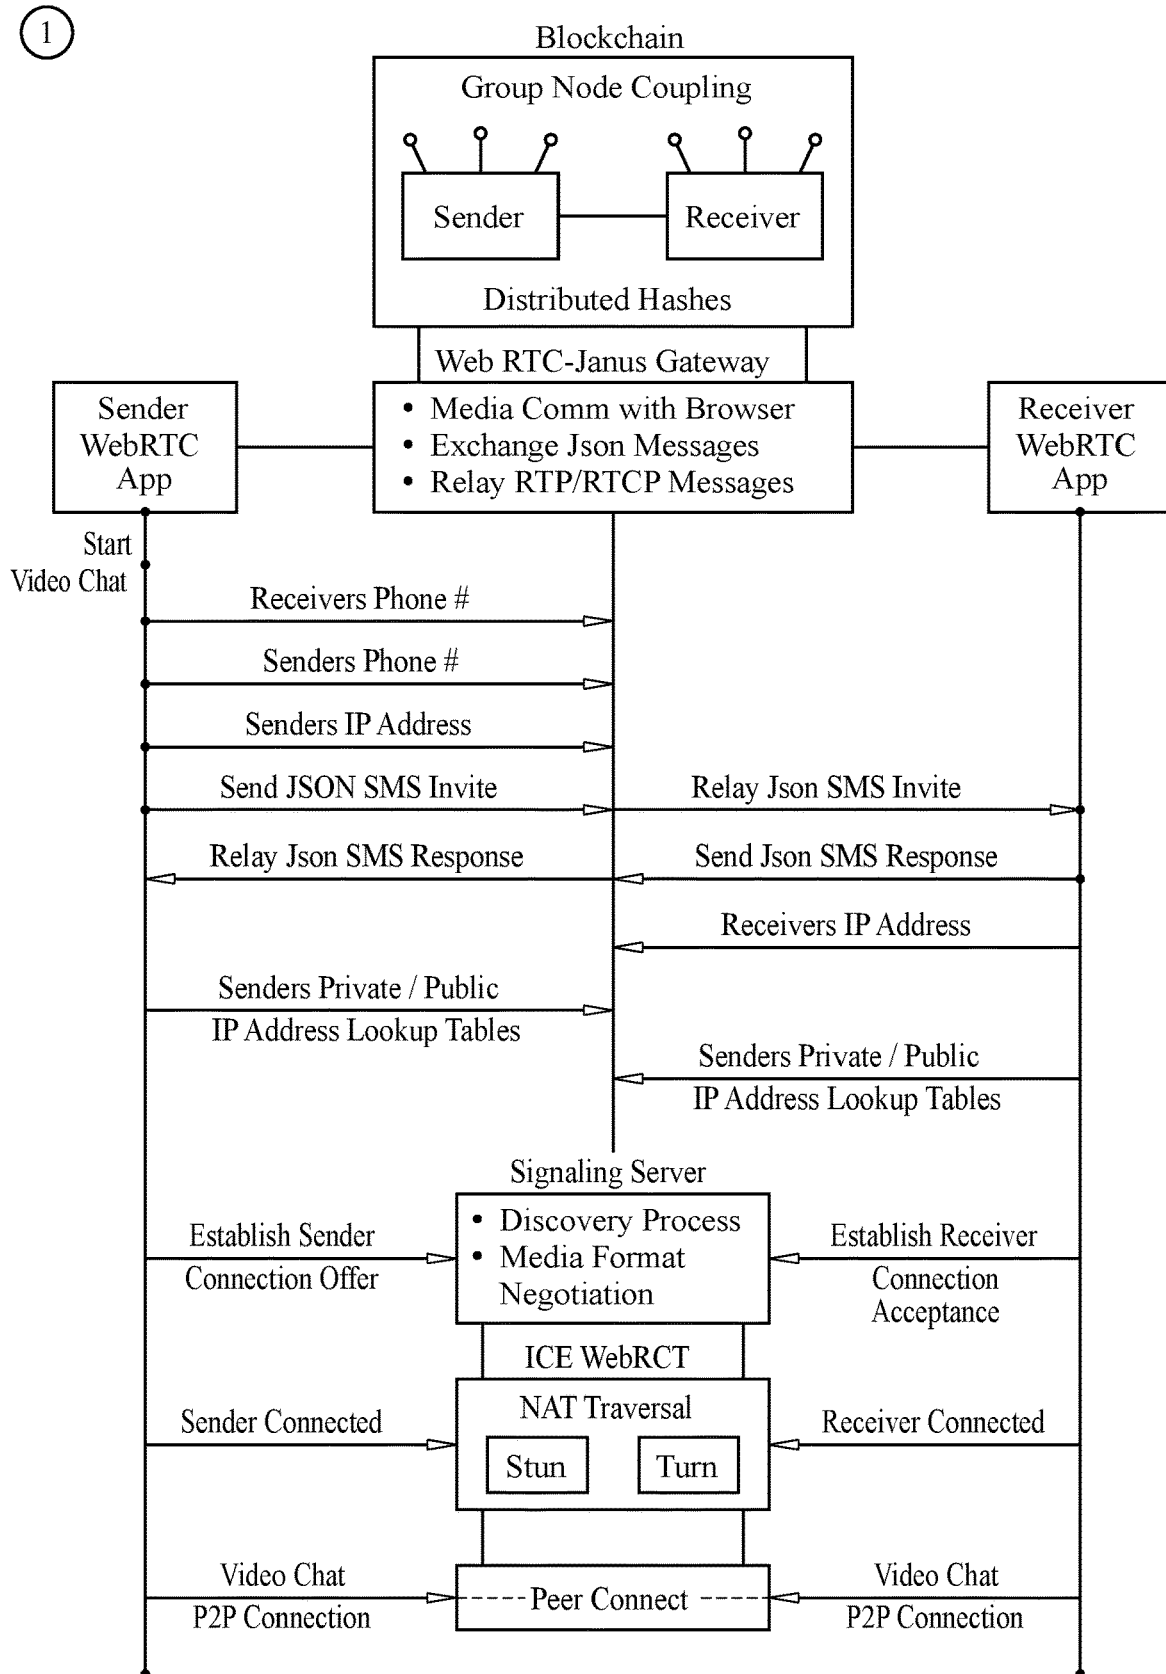 1
Blockchain
Group Node Coupling
Sender
Receiver
Distributed Hashes
Web RTC-Janus Gateway
Sender
WebRTC
App
• Media Comm with Browser
• Exchange Json Messages
• Relay RTP/RTCP Messages
Receiver
WebRTC
App
Start
Video Chat
Receivers Phone #
Senders Phone #
Senders IP Address
Send JSON SMS Invite
Relay Json SMS Invite
Relay Json SMS Response
Send Json SMS Response
Receivers IP Address
Senders Private / Public
IP Address Lookup Tables
Senders Private / Public
IP Address Lookup Tables
Signaling Server
• Discovery Process
• Media Format
Negotiation
Establish Sender
Connection Offer
Establish Receiver
Connection
Acceptance
ICE WebRCT
NAT Traversal
Stun
Turn
Sender Connected
Receiver Connected
Video Chat
P2P Connection
Peer Connect
Video Chat
P2P Connection